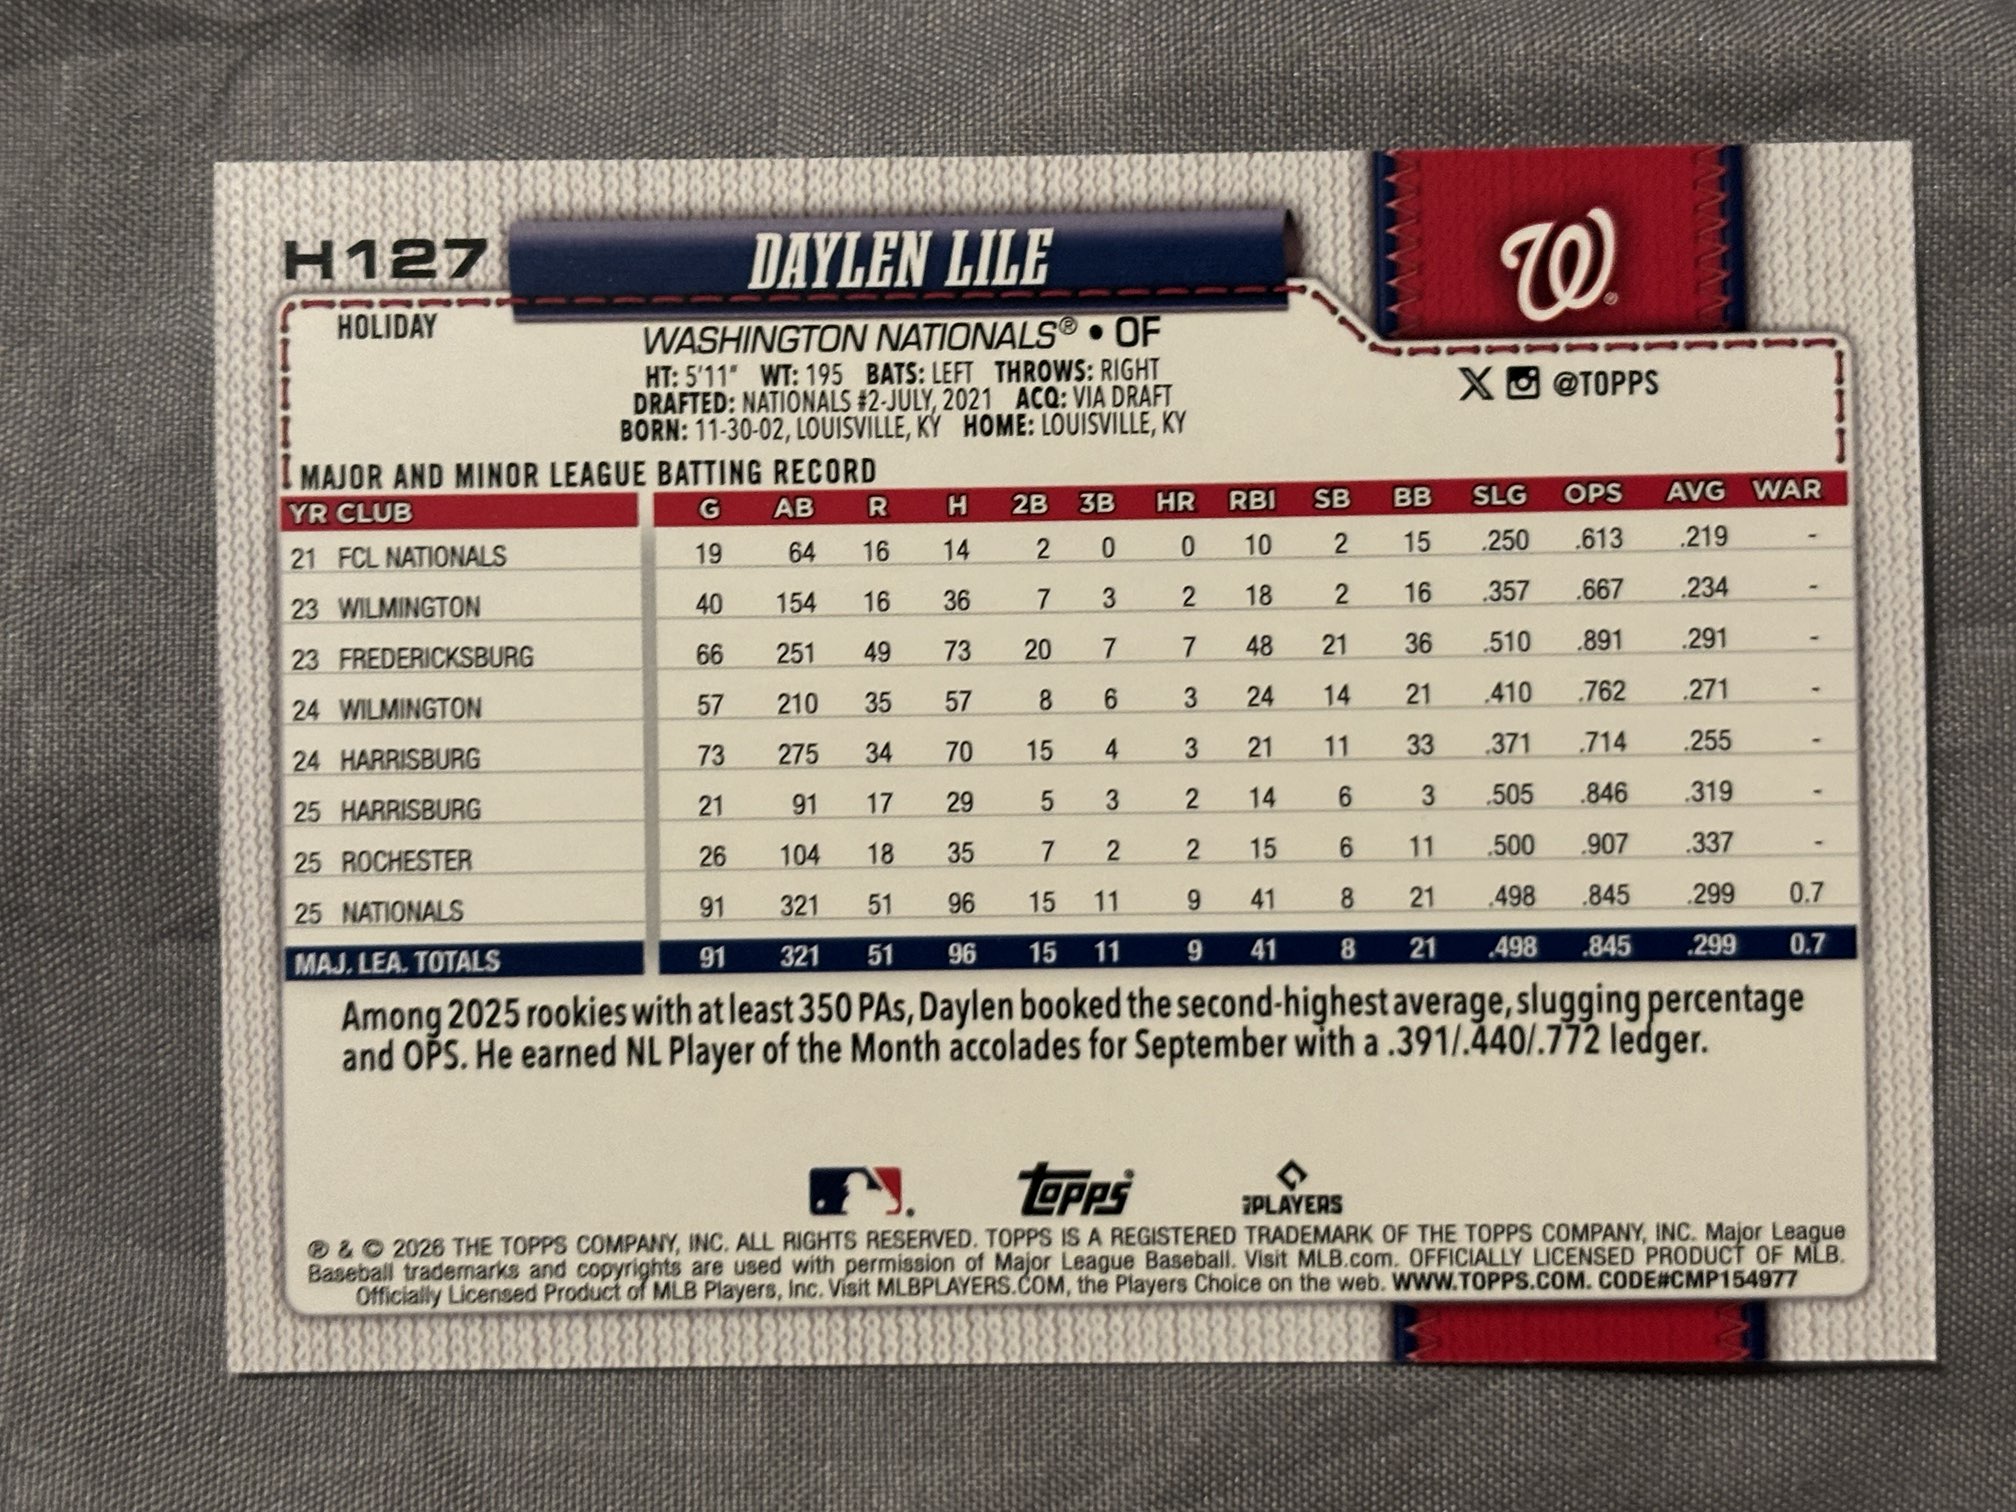 H127
DAYLEN LILE
W®
HOLIDAY
WASHINGTON NATIONALS® • OF
HT: 5'11" WT: 195 BATS: LEFT THROWS: RIGHT
DRAFTED: NATIONALS #2-JULY, 2021 ACQ: VIA DRAFT
BORN: 11-30-02, LOUISVILLE, KY HOME: LOUISVILLE, KY
@TOPPS
MAJOR AND MINOR LEAGUE BATTING RECORD
YR CLUB G AB R H 2B 3B HR RBI SB BB SLG OPS AVG WAR
21 FCL NATIONALS 19 64 16 14 2 0 0 10 2 15 .250 .613 .219 -
23 WILMINGTON 40 154 16 36 7 3 2 18 2 16 .357 .667 .234 -
23 FREDERICKSBURG 66 251 49 73 20 7 7 48 21 36 .510 .891 .291 -
24 WILMINGTON 57 210 35 57 8 6 3 24 14 21 .410 .762 .271 -
24 HARRISBURG 73 275 34 70 15 4 3 21 11 33 .371 .714 .255 -
25 HARRISBURG 21 91 17 29 5 3 2 14 6 3 .505 .846 .319 -
25 ROCHESTER 26 104 18 35 7 2 2 15 6 11 .500 .907 .337 -
25 NATIONALS 91 321 51 96 15 11 9 41 8 21 .498 .845 .299 0.7
MAJ. LEA. TOTALS 91 321 51 96 15 11 9 41 8 21 .498 .845 .299 0.7
Among 2025 rookies with at least 350 PAs, Daylen booked the second-highest average, slugging percentage
and OPS. He earned NL Player of the Month accolades for September with a .391/.440/.772 ledger.
topps
MLBPLAYERS
® & © 2026 THE TOPPS COMPANY, INC. ALL RIGHTS RESERVED. TOPPS IS A REGISTERED TRADEMARK OF THE TOPPS COMPANY, INC. Major League
Baseball trademarks and copyrights are used with permission of Major League Baseball. Visit MLB.com. OFFICIALLY LICENSED PRODUCT OF MLB.
Officially Licensed Product of MLB Players, Inc. Visit MLBPLAYERS.COM, the Players Choice on the web. WWW.TOPPS.COM. CODE#CMP154977